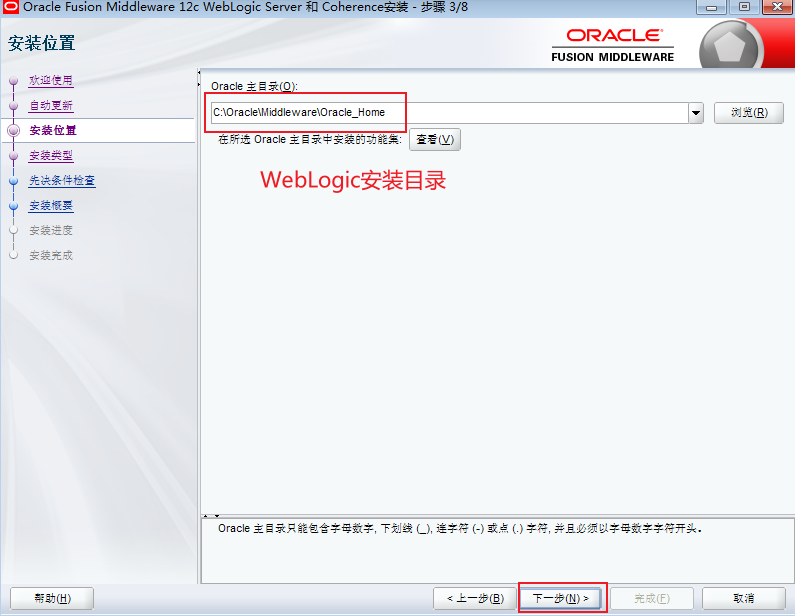 Oracle Fusion Middleware 12c WebLogic Server 和 Coherence安装 - 步骤 3/8
安装位置
ORACLE
FUSION MIDDLEWARE
欢迎使用
自动更新
安装位置
安装类型
先决条件检查
安装概要
安装进度
安装完成
Oracle 主目录(O):
C:\Oracle\Middleware\Oracle_Home
浏览(R)
在所选 Oracle 主目录中安装的功能集: 查看(V)
WebLogic安装目录
Oracle 主目录只能包含字母数字, 下划线 (_), 连字符 (-) 或点 (.) 字符, 并且必须以字母数字字符开头。
帮助(H) < 上一步(B) 下一步(N) > 完成(F) 取消